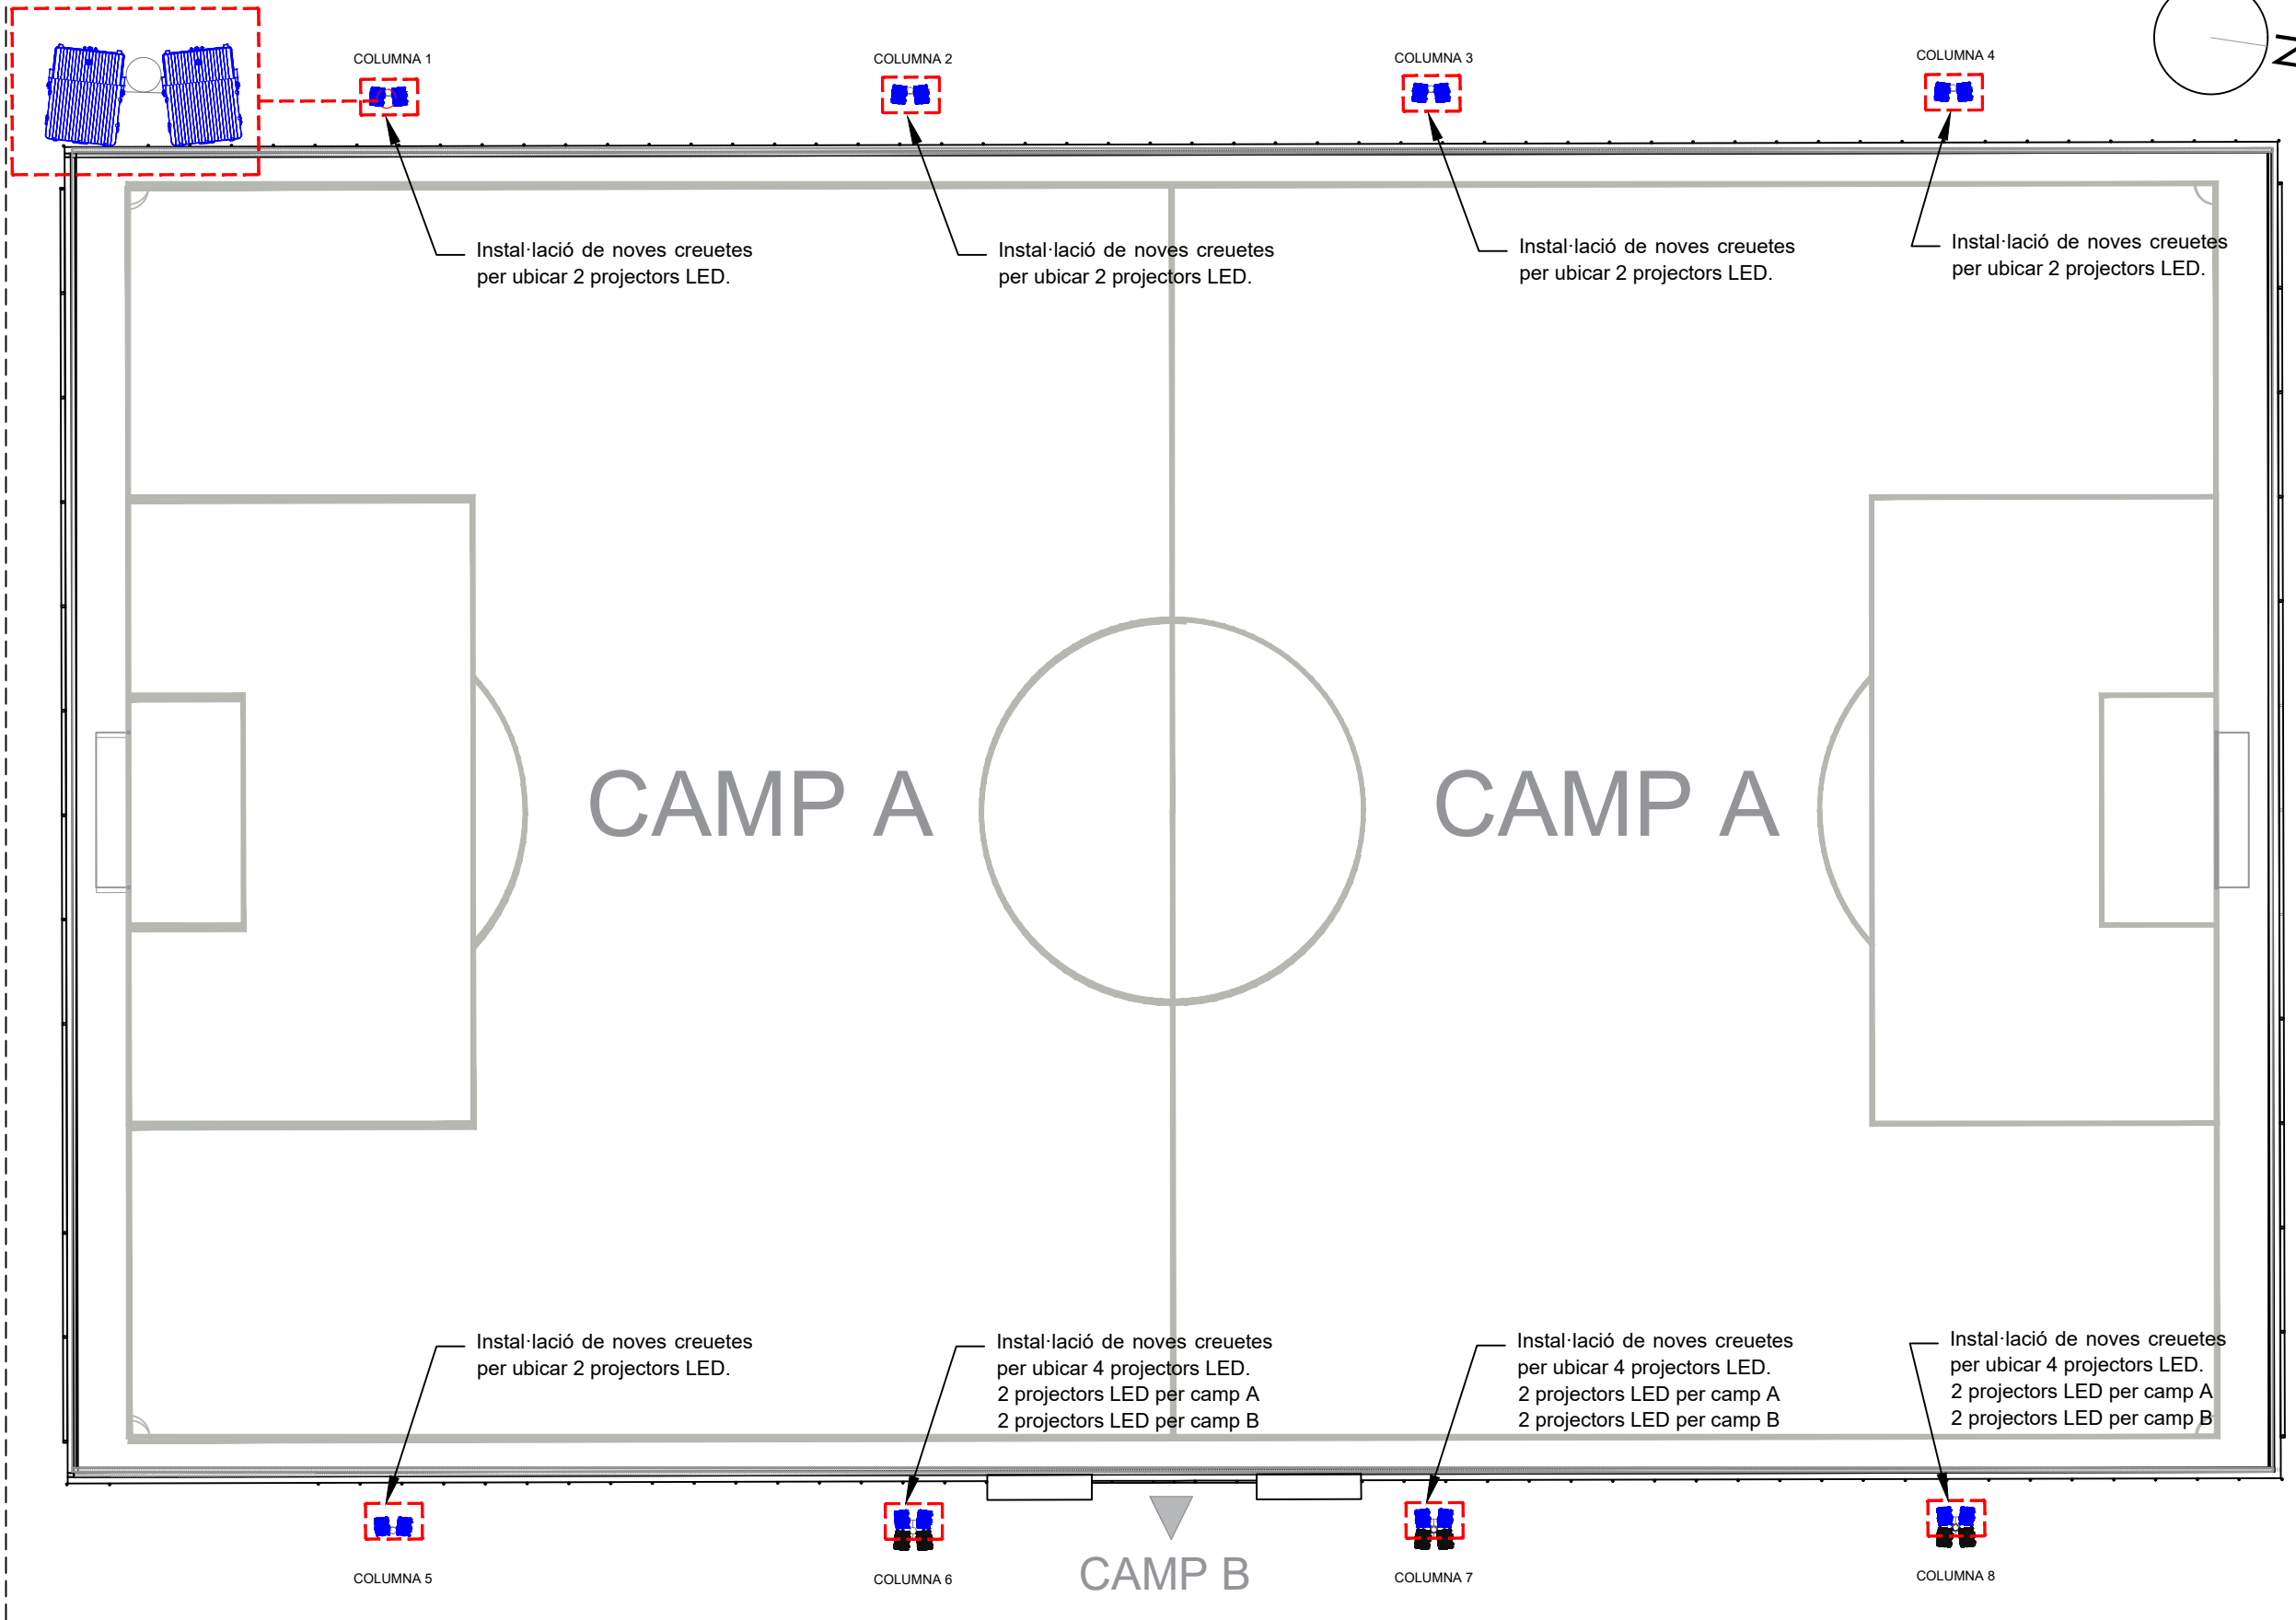 COLUMNA 1
COLUMNA 2
COLUMNA 3
COLUMNA 4
N
Instal·lació de noves creuetes
per ubicar 2 projectors LED.
Instal·lació de noves creuetes
per ubicar 2 projectors LED.
Instal·lació de noves creuetes
per ubicar 2 projectors LED.
Instal·lació de noves creuetes
per ubicar 2 projectors LED.
CAMP A
CAMP A
Instal·lació de noves creuetes
per ubicar 2 projectors LED.
Instal·lació de noves creuetes
per ubicar 4 projectors LED.
2 projectors LED per camp A
2 projectors LED per camp B
Instal·lació de noves creuetes
per ubicar 4 projectors LED.
2 projectors LED per camp A
2 projectors LED per camp B
Instal·lació de noves creuetes
per ubicar 4 projectors LED.
2 projectors LED per camp A
2 projectors LED per camp B
COLUMNA 5
COLUMNA 6
CAMP B
COLUMNA 7
COLUMNA 8